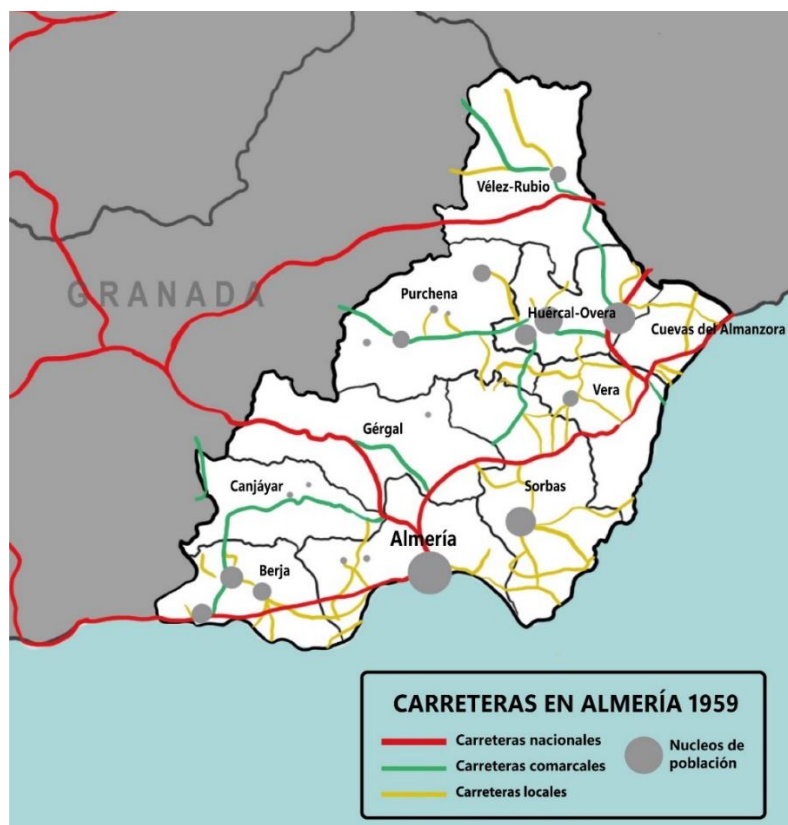 Vélez-Rubio
GRANADA
Purchena
Huércal-Overa
Cuevas del Almanzora
Vera
Gérgal
Canjáyar
Sorbas
Almería
Berja
CARRETERAS EN ALMERÍA 1959
Carreteras nacionales
Carreteras comarcales
Carreteras locales
Nucleos de
población